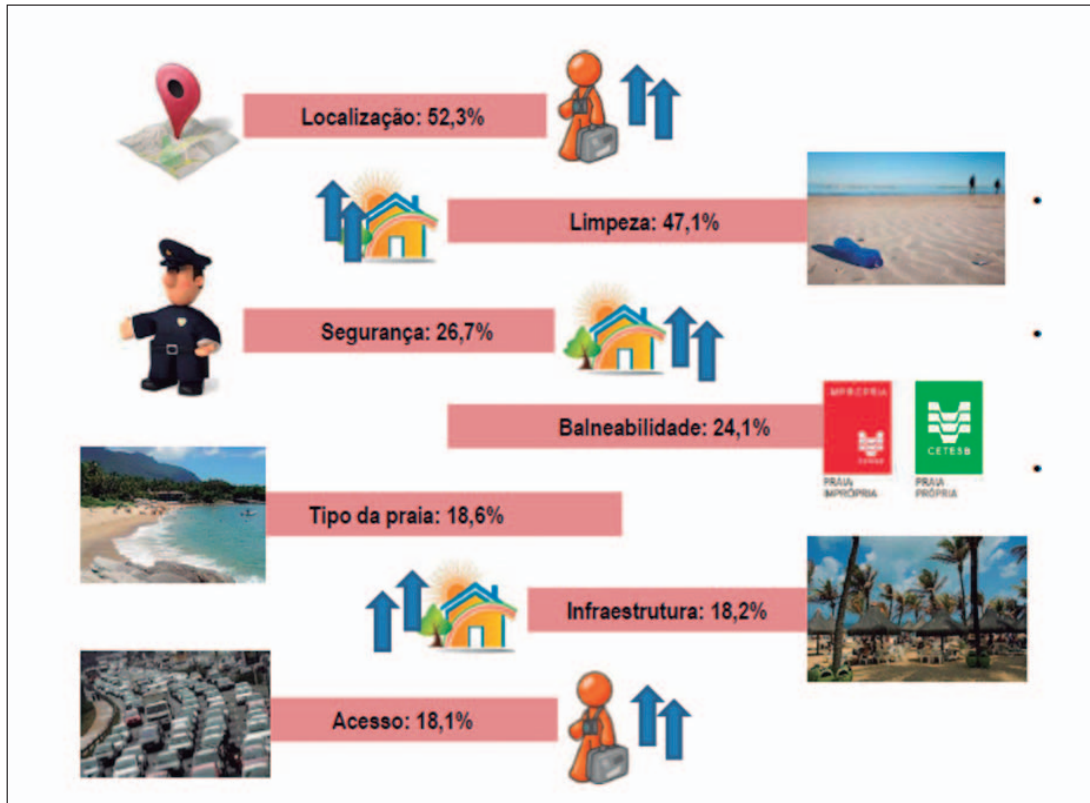 Localização: 52,3%
Limpeza: 47,1%
Segurança: 26,7%
Balneabilidade: 24,1%
IMPRÓPRIA
CETESB
PRAIA
IMPRÓPRIA
PRAIA
PRÓPRIA
Tipo da praia: 18,6%
Infraestrutura: 18,2%
Acesso: 18,1%